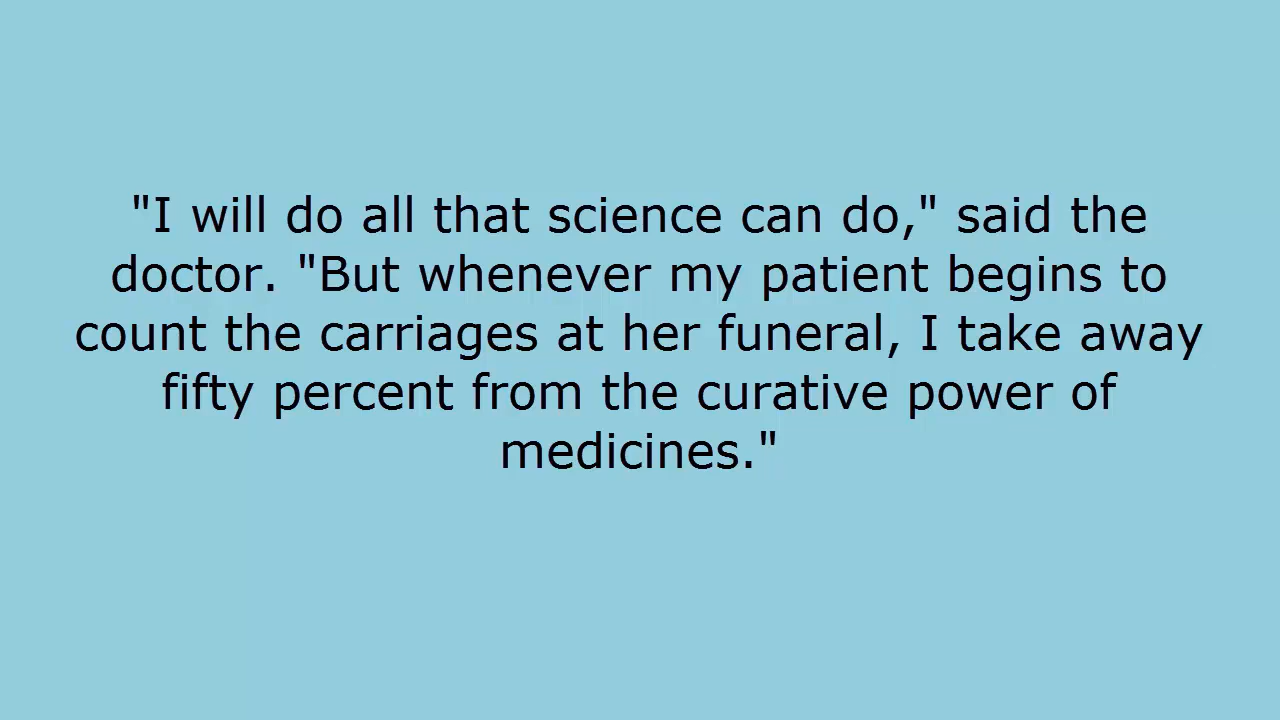 "I will do all that science can do," said the
doctor. "But whenever my patient begins to
count the carriages at her funeral, I take away
fifty percent from the curative power of
medicines."